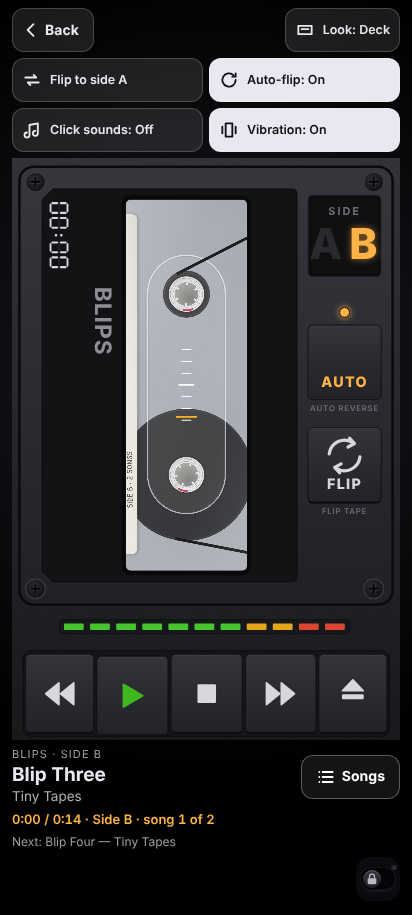 Back
Look: Deck
Flip to side A
Auto-flip: On
Click sounds: Off
Vibration: On
00:00
BLIPS
SIDE 6 · 2 SONGS
SIDE
A B
AUTO
AUTO REVERSE
FLIP
FLIP TAPE
BLIPS · SIDE B
Blip Three
Tiny Tapes
0:00 / 0:14 · Side B · song 1 of 2
Next: Blip Four — Tiny Tapes
Songs